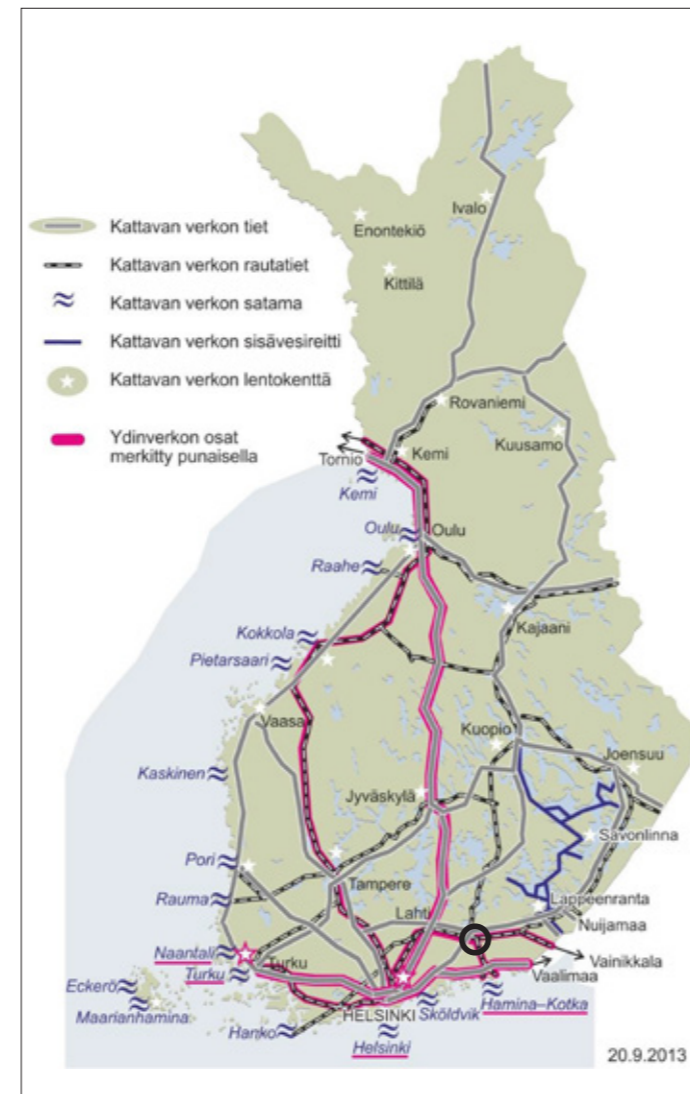 Kattavan verkon tiet
Kattavan verkon rautatiet
Kattavan verkon satama
Kattavan verkon sisävesireitti
Kattavan verkon lentokenttä
Ydinverkon osat
merkitty punaisella
Ivalo
Enontekiö
Kittilä
Rovaniemi
Kuusamo
Kemi
Tornio
Kemi
Oulu
Oulu
Raahe
Kajaani
Kokkola
Pietarsaari
Vaasa
Kuopio
Joensuu
Kaskinen
Jyväskylä
Savonlinna
Pori
Tampere
Rauma
Lappeenranta
Lahti
Nuijamaa
Naantali
Turku
Vainikkala
Turku
Vaalimaa
Eckerö
Hamina–Kotka
Maarianhamina
HELSINKI
Sköldvik
Hanko
Helsinki
20.9.2013